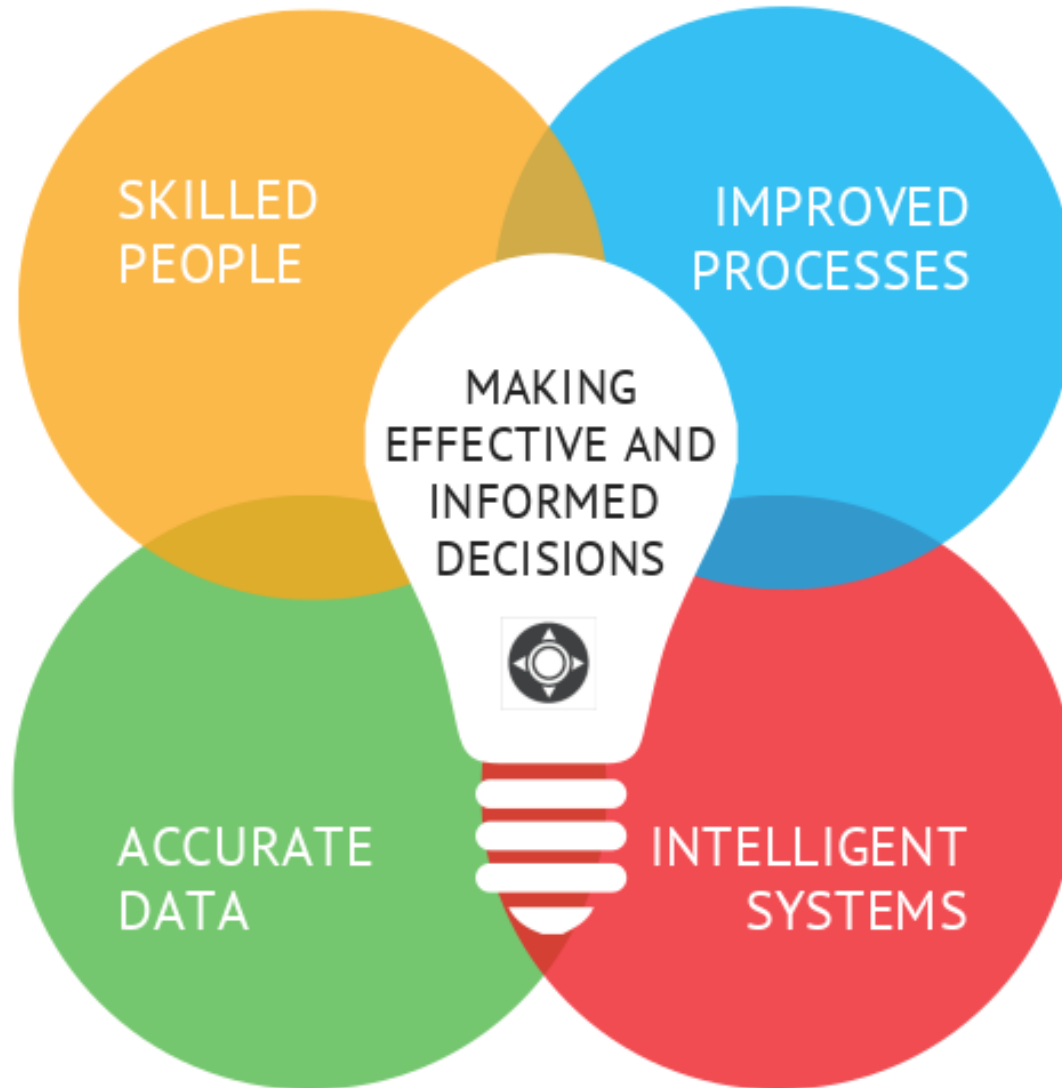 SKILLED
PEOPLE
IMPROVED
PROCESSES
MAKING
EFFECTIVE AND
INFORMED
DECISIONS
ACCURATE
DATA
INTELLIGENT
SYSTEMS